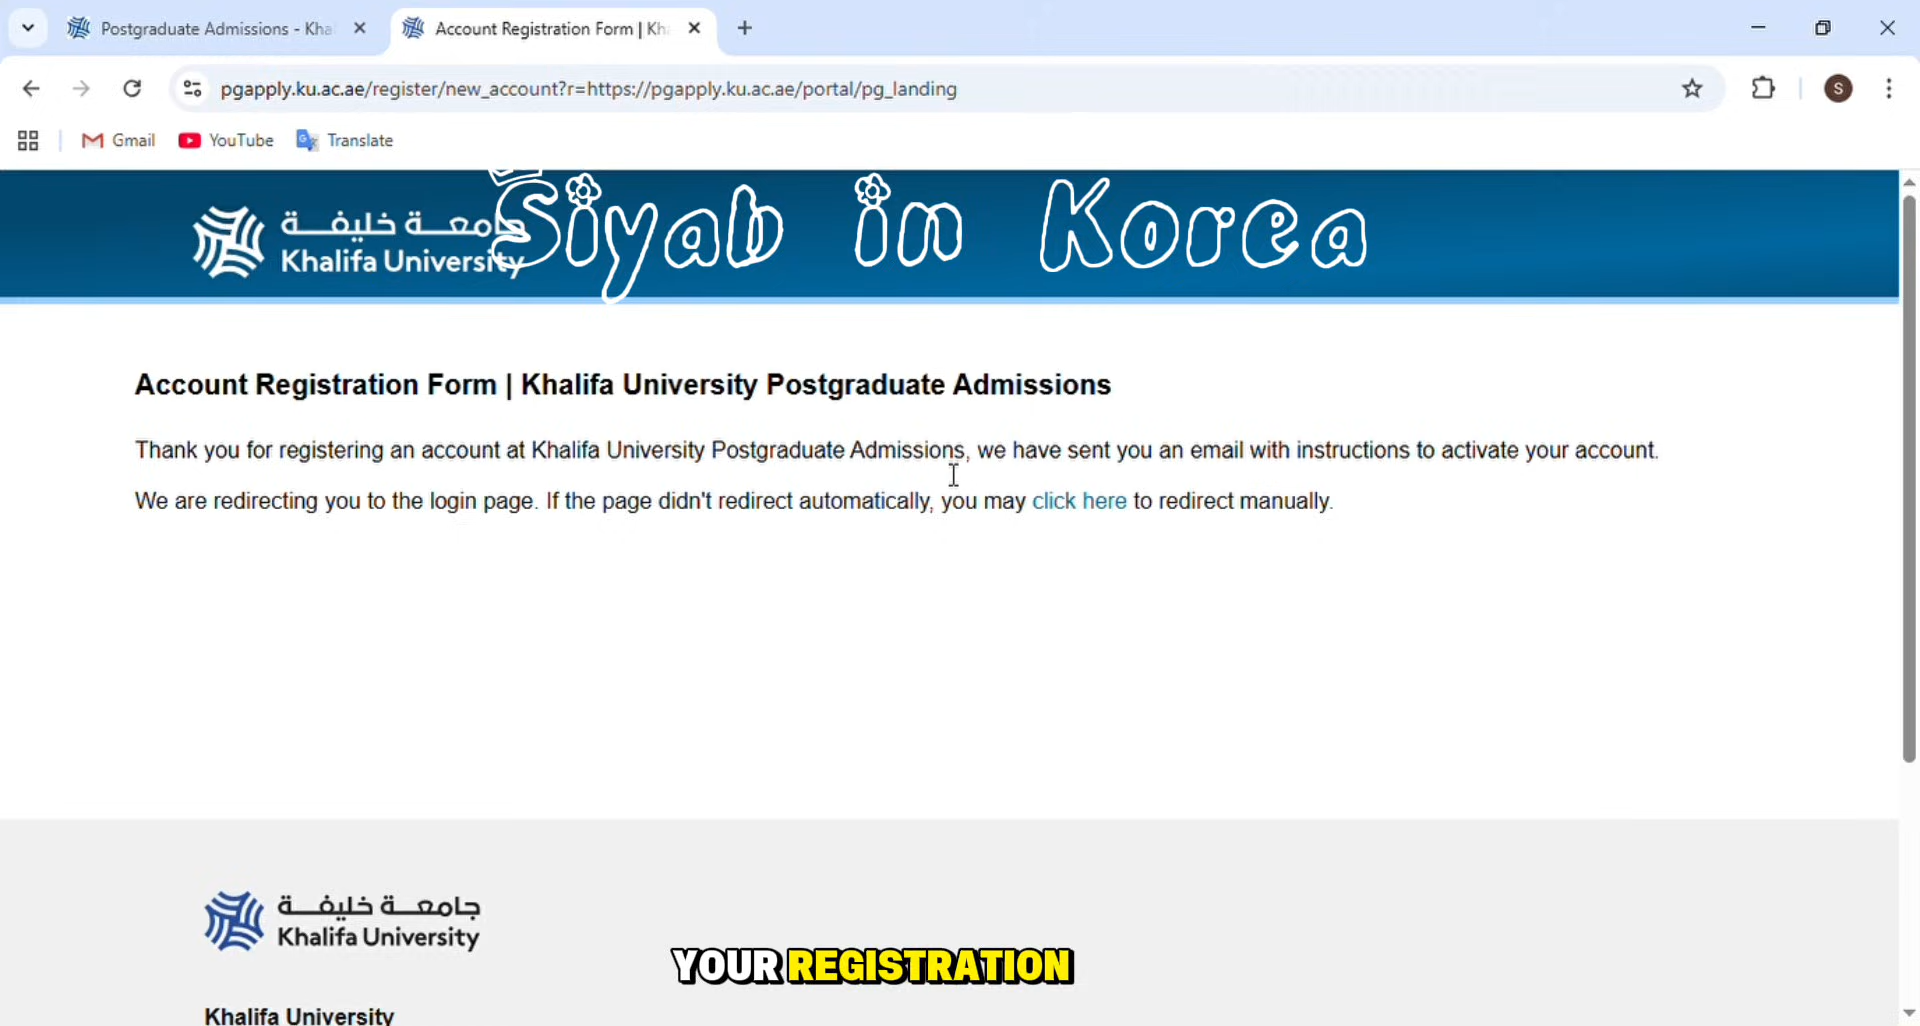 Postgraduate Admissions - Kha
Account Registration Form | Kh
pgapply.ku.ac.ae/register/new_account?r=https://pgapply.ku.ac.ae/portal/pg_landing
S
Gmail
YouTube
Translate
جامعة خليفة
Khalifa University
Siyab in Korea
Account Registration Form | Khalifa University Postgraduate Admissions
Thank you for registering an account at Khalifa University Postgraduate Admissions, we have sent you an email with instructions to activate your account.
We are redirecting you to the login page. If the page didn't redirect automatically, you may click here to redirect manually.
جامعة خليفة
Khalifa University
YOUR REGISTRATION
Khalifa University